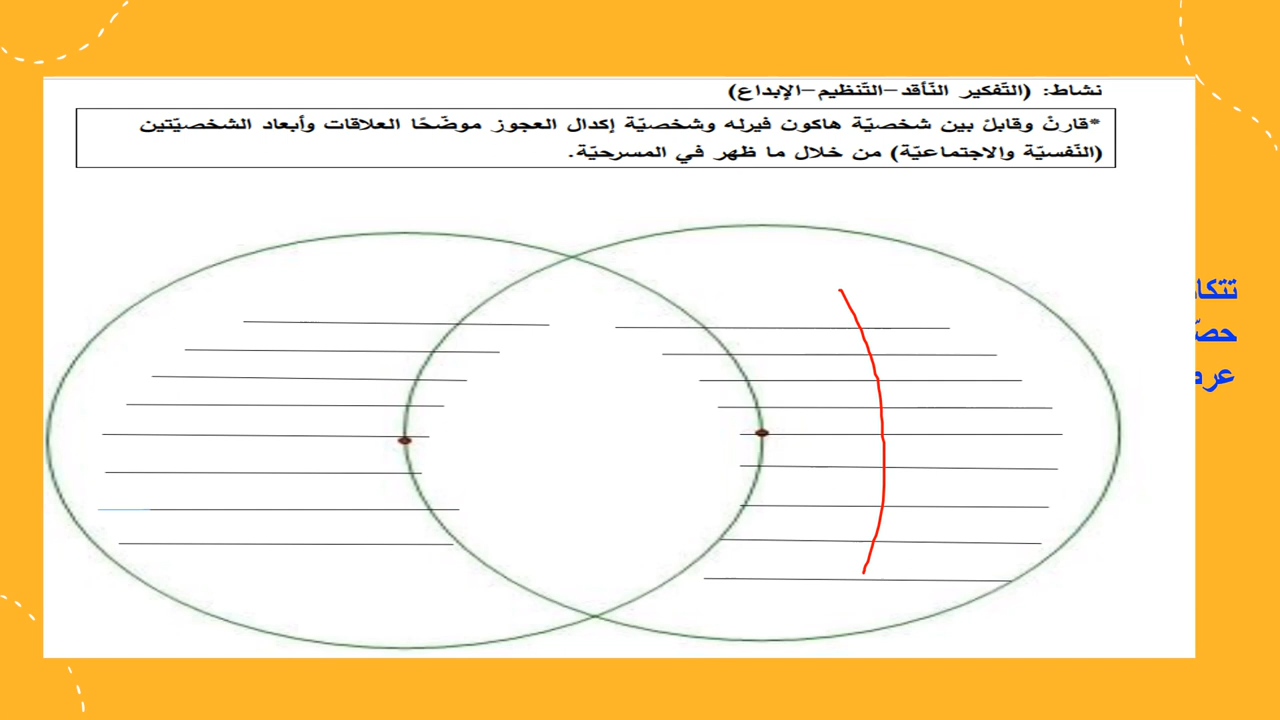 نشاط: (التّفكير النّأقد-التّنظيم-الإبداع)
*قارنْ وقابلْ بين شخصيّة هاكون فيرله وشخصيّة إكدال العجوز موضّحًا العلاقات وأبعاد الشخصيّتين
(النّفسيّة والاجتماعيّة) من خلال ما ظهر في المسرحيّة.